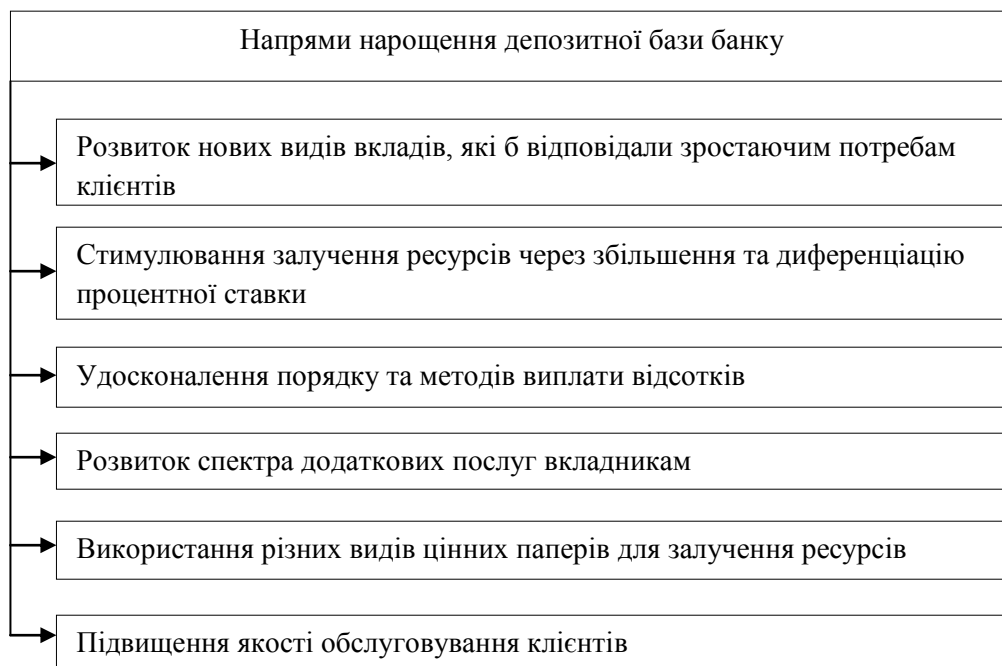 Напрями нарощення депозитної бази банку
Розвиток нових видів вкладів, які б відповідали зростаючим потребам
клієнтів
Стимулювання залучення ресурсів через збільшення та диференціацію
процентної ставки
Удосконалення порядку та методів виплати відсотків
Розвиток спектра додаткових послуг вкладникам
Використання різних видів цінних паперів для залучення ресурсів
Підвищення якості обслуговування клієнтів